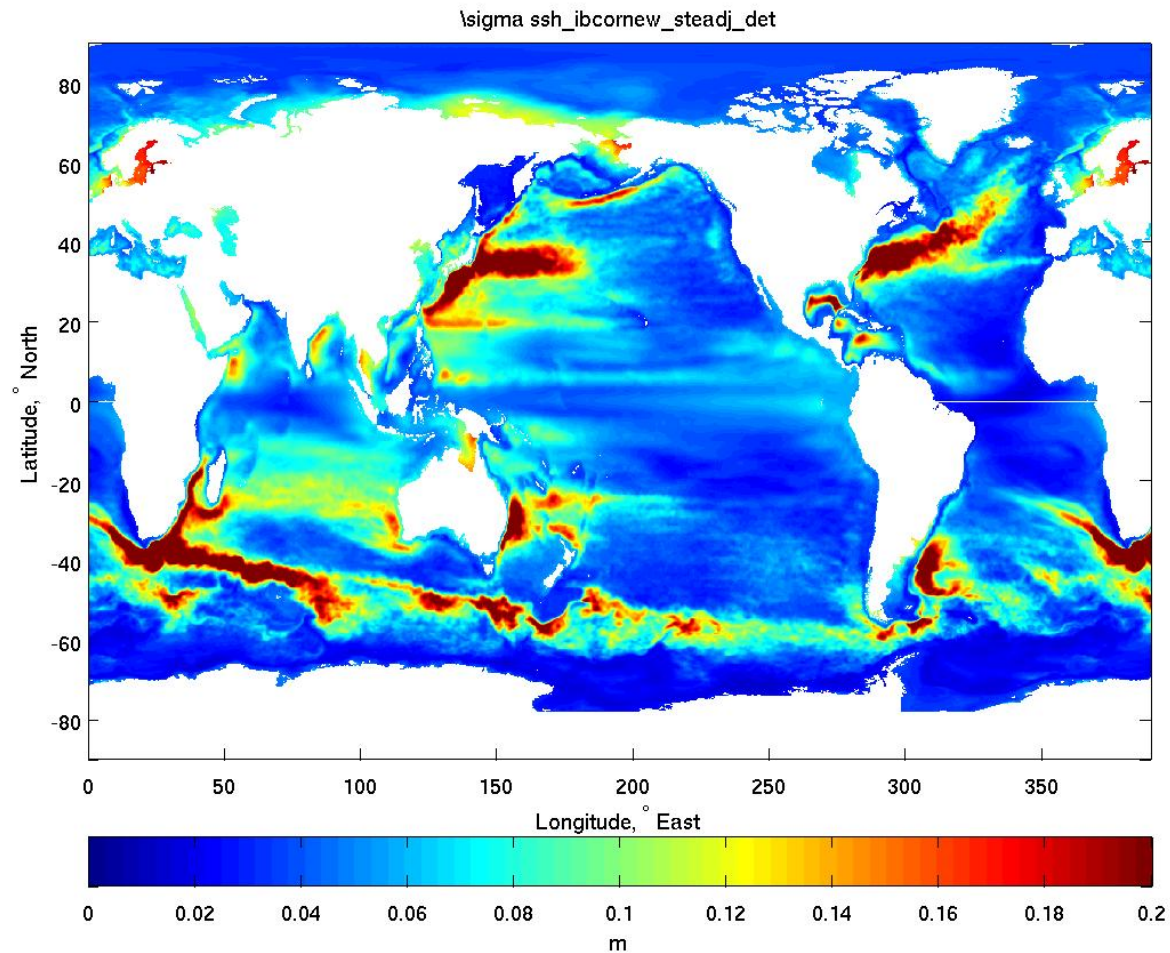 \sigma ssh_ibcornew_steadj_det
80
60
40
20
0
-20
-40
-60
-80
Latitude, ° North
0 50 100 150 200 250 300 350
Longitude, ° East
0 0.02 0.04 0.06 0.08 0.1 0.12 0.14 0.16 0.18 0.2
m